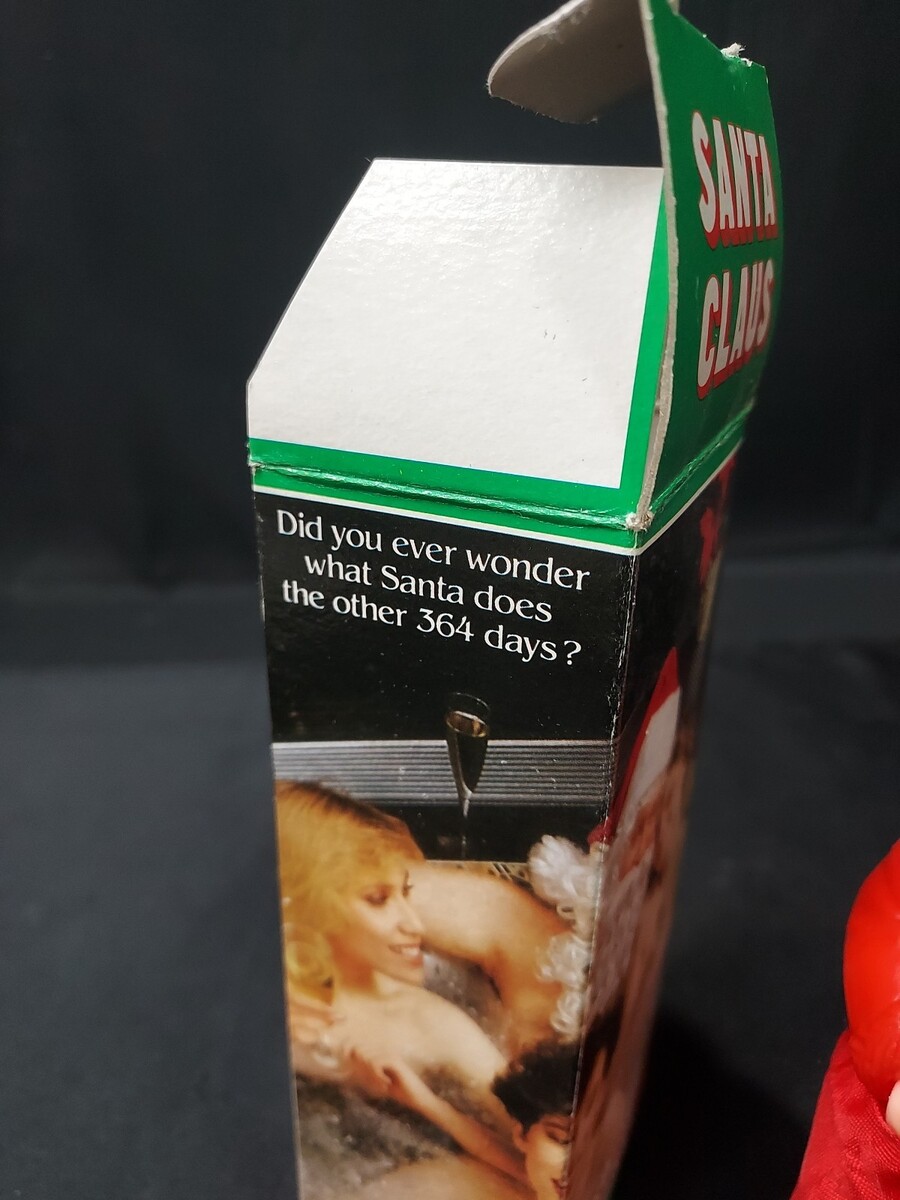 SANTA
CLAUS
Did you ever wonder
what Santa does
the other 364 days?